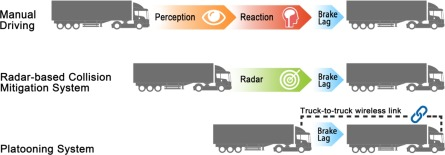 Manual
Driving
Perception
Reaction
Brake
Lag
Radar-based Collision
Mitigation System
Radar
Brake
Lag
Truck-to-truck wireless link
Platooning System
Brake
Lag